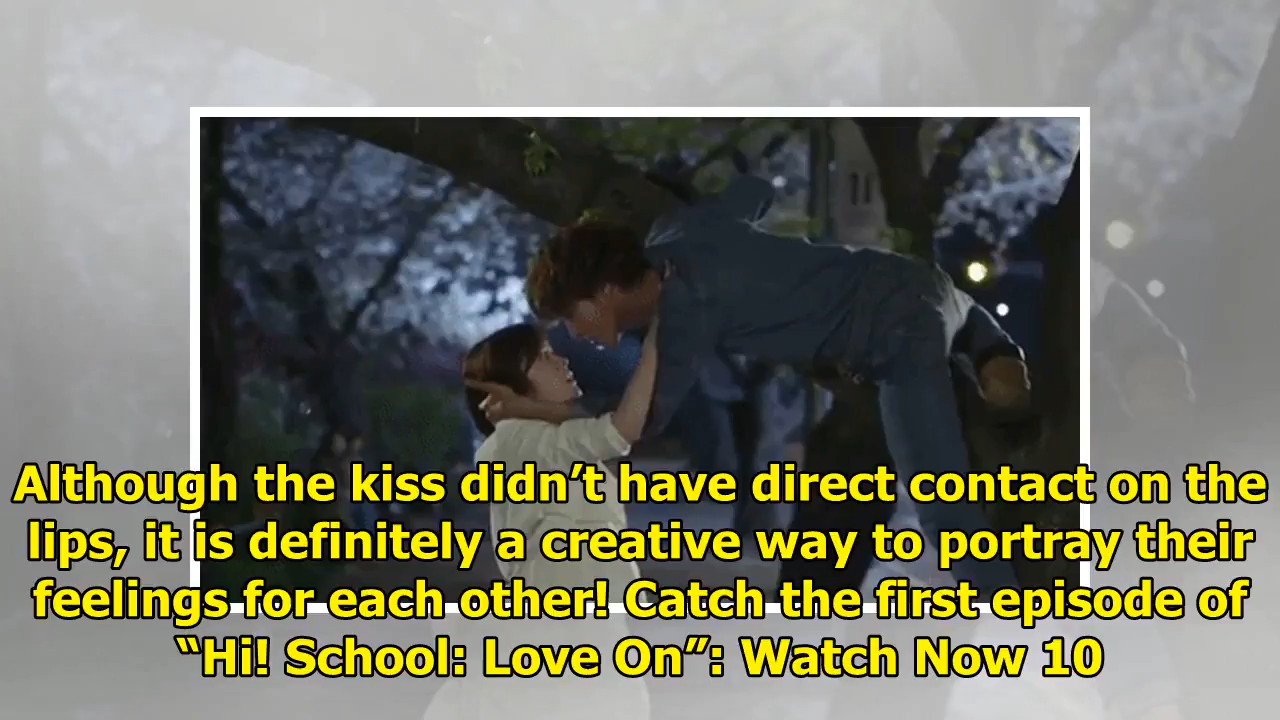 Although the kiss didn’t have direct contact on the
lips, it is definitely a creative way to portray their
feelings for each other! Catch the first episode of
“Hi! School: Love On”: Watch Now 10